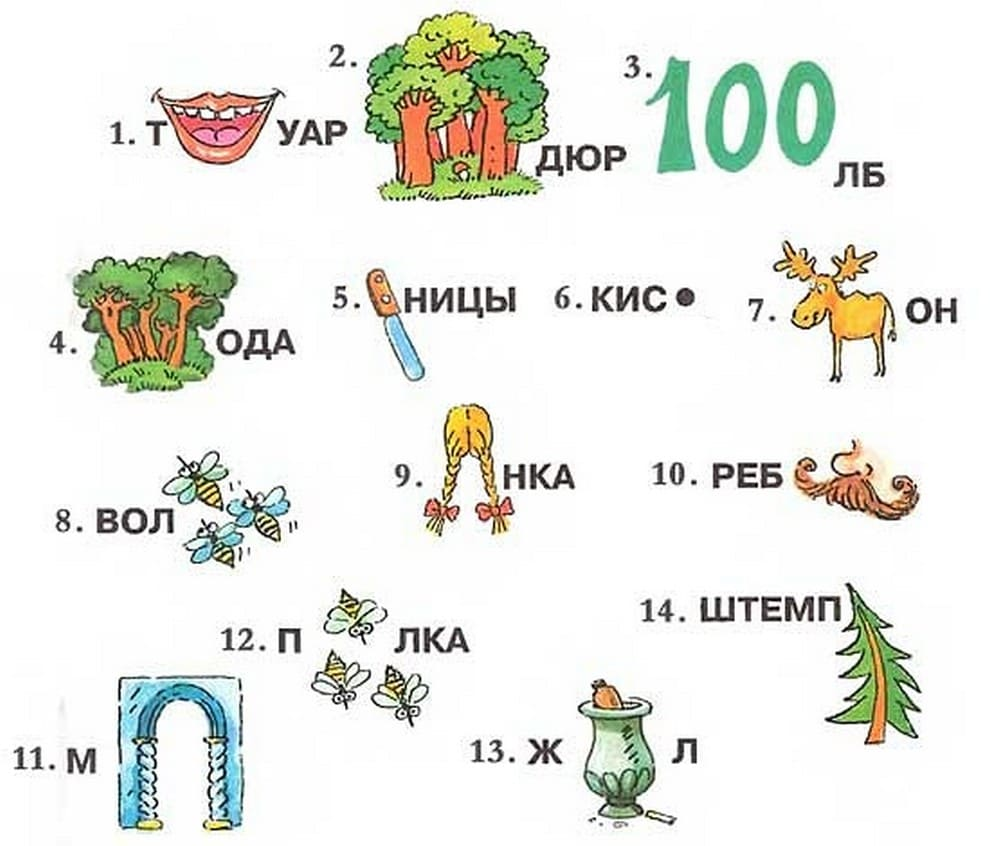 1. Т УАР
2. ДЮР
3. 100 ЛБ
4. ОДА
5. НИЦЫ
6. КИС
7. ОН
8. ВОЛ
9. НКА
10. РЕБ
11. М
12. П ЛКА
13. Ж Л
14. ШТЕМП